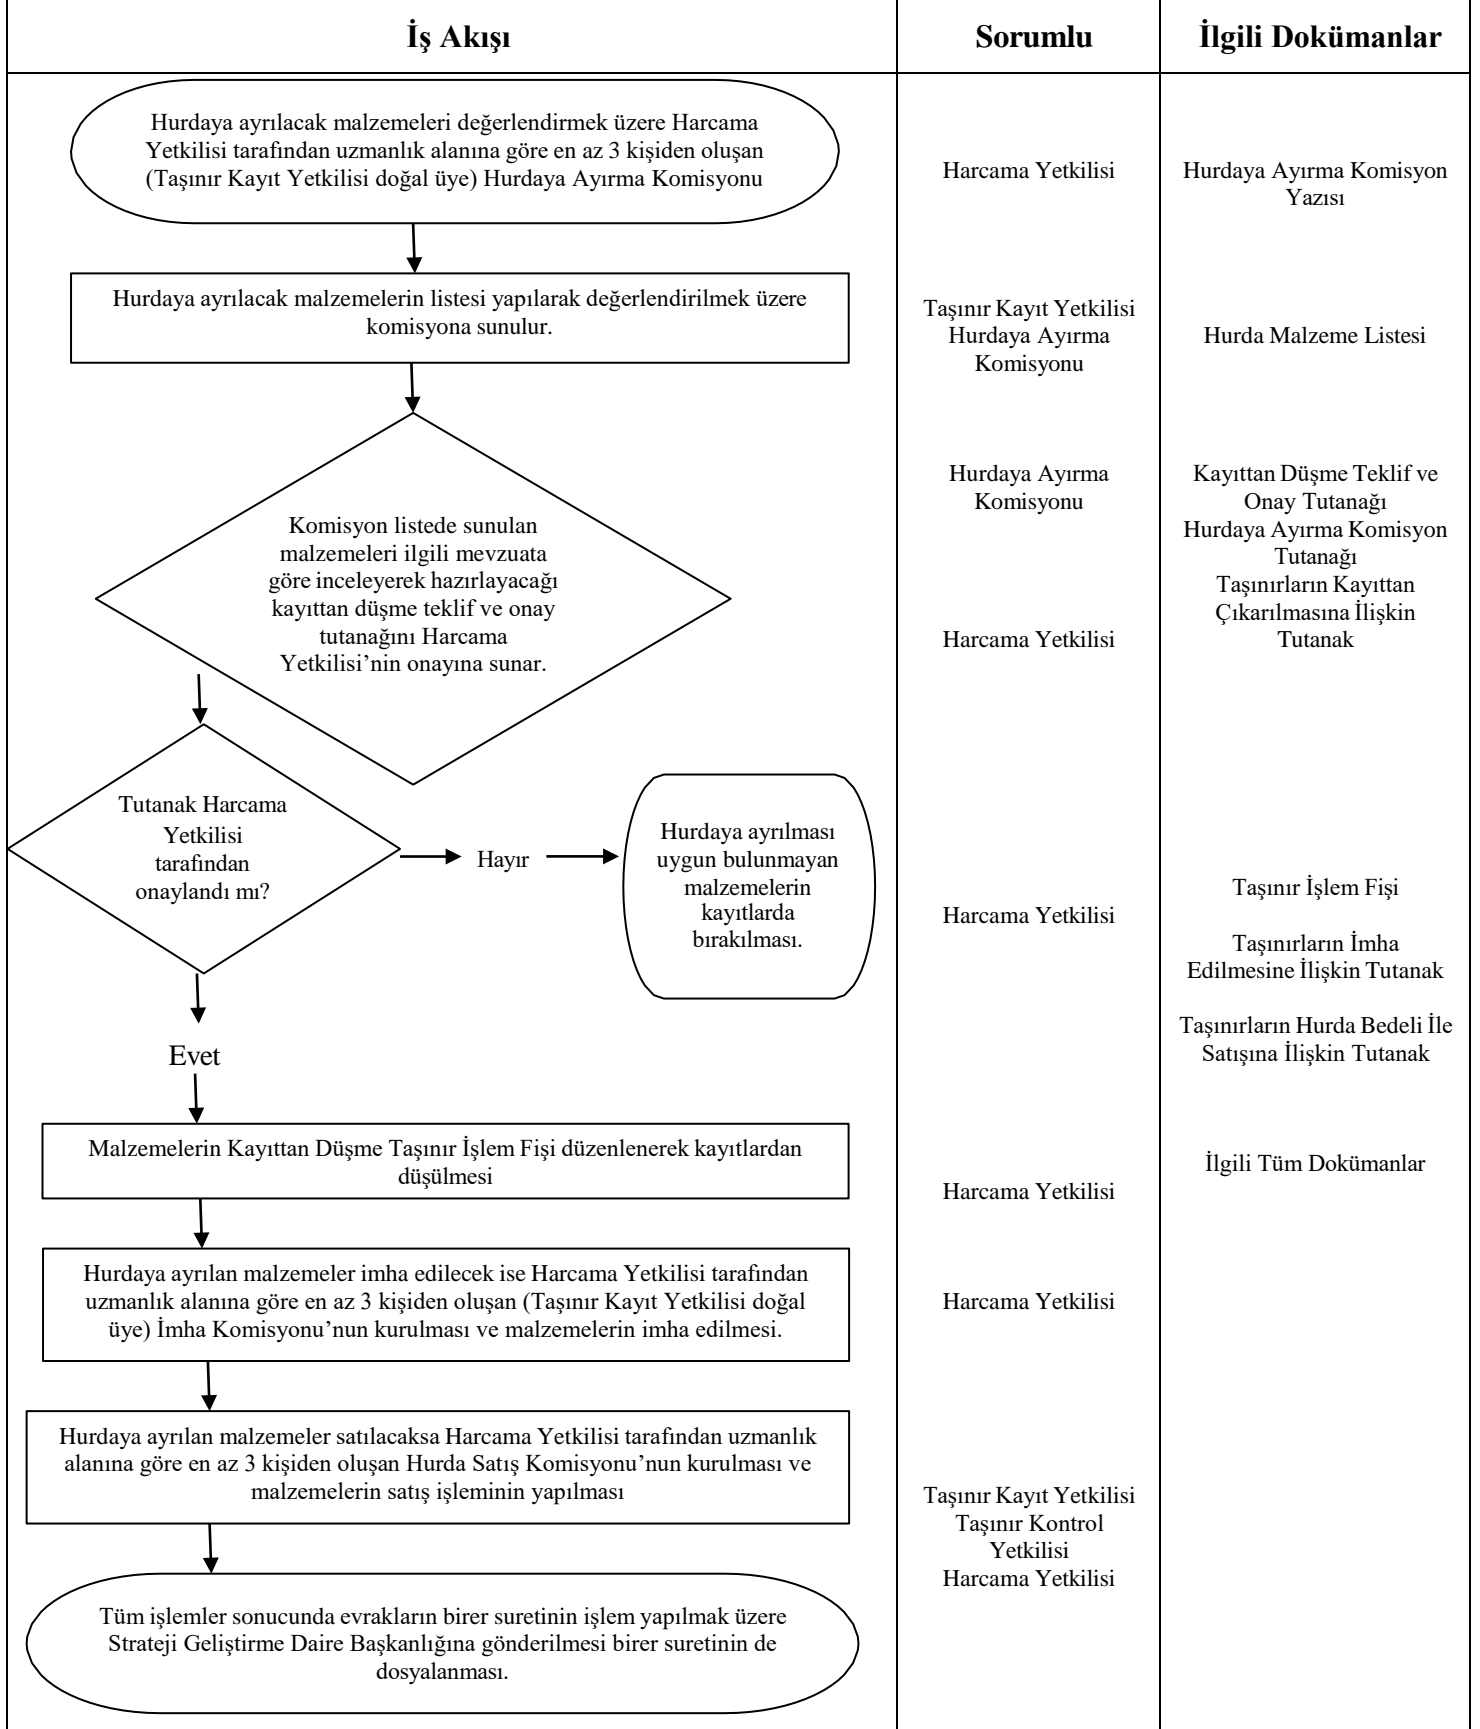 İş Akışı
Sorumlu
İlgili Dokümanlar
Hurdaya ayrılacak malzemeleri değerlendirmek üzere Harcama
Yetkilisi tarafından uzmanlık alanına göre en az 3 kişiden oluşan
(Taşınır Kayıt Yetkilisi doğal üye) Hurdaya Ayırma Komisyonu
Harcama Yetkilisi
Hurdaya Ayırma Komisyon
Yazısı
Hurdaya ayrılacak malzemelerin listesi yapılarak değerlendirilmek üzere
komisyona sunulur.
Taşınır Kayıt Yetkilisi
Hurdaya Ayırma
Komisyonu
Hurda Malzeme Listesi
Komisyon listede sunulan
malzemeleri ilgili mevzuata
göre inceleyerek hazırlayacağı
kayıttan düşme teklif ve onay
tutanağını Harcama
Yetkilisi’nin onayına sunar.
Hurdaya Ayırma
Komisyonu
Harcama Yetkilisi
Kayıttan Düşme Teklif ve
Onay Tutanağı
Hurdaya Ayırma Komisyon
Tutanağı
Taşınırların Kayıttan
Çıkarılmasına İlişkin
Tutanak
Tutanak Harcama
Yetkilisi
tarafından
onaylandı mı?
Hayır
Hurdaya ayrılması
uygun bulunmayan
malzemelerin
kayıtlarda
bırakılması.
Harcama Yetkilisi
Taşınır İşlem Fişi
Taşınırların İmha
Edilmesine İlişkin Tutanak
Taşınırların Hurda Bedeli İle
Satışına İlişkin Tutanak
Evet
Malzemelerin Kayıttan Düşme Taşınır İşlem Fişi düzenlenerek kayıtlardan
düşülmesi
Harcama Yetkilisi
İlgili Tüm Dokümanlar
Hurdaya ayrılan malzemeler imha edilecek ise Harcama Yetkilisi tarafından
uzmanlık alanına göre en az 3 kişiden oluşan (Taşınır Kayıt Yetkilisi doğal
üye) İmha Komisyonu’nun kurulması ve malzemelerin imha edilmesi.
Harcama Yetkilisi
Hurdaya ayrılan malzemeler satılacaksa Harcama Yetkilisi tarafından uzmanlık
alanına göre en az 3 kişiden oluşan Hurda Satış Komisyonu’nun kurulması ve
malzemelerin satış işleminin yapılması
Taşınır Kayıt Yetkilisi
Taşınır Kontrol
Yetkilisi
Harcama Yetkilisi
Tüm işlemler sonucunda evrakların birer suretinin işlem yapılmak üzere
Strateji Geliştirme Daire Başkanlığına gönderilmesi birer suretinin de
dosyalanması.